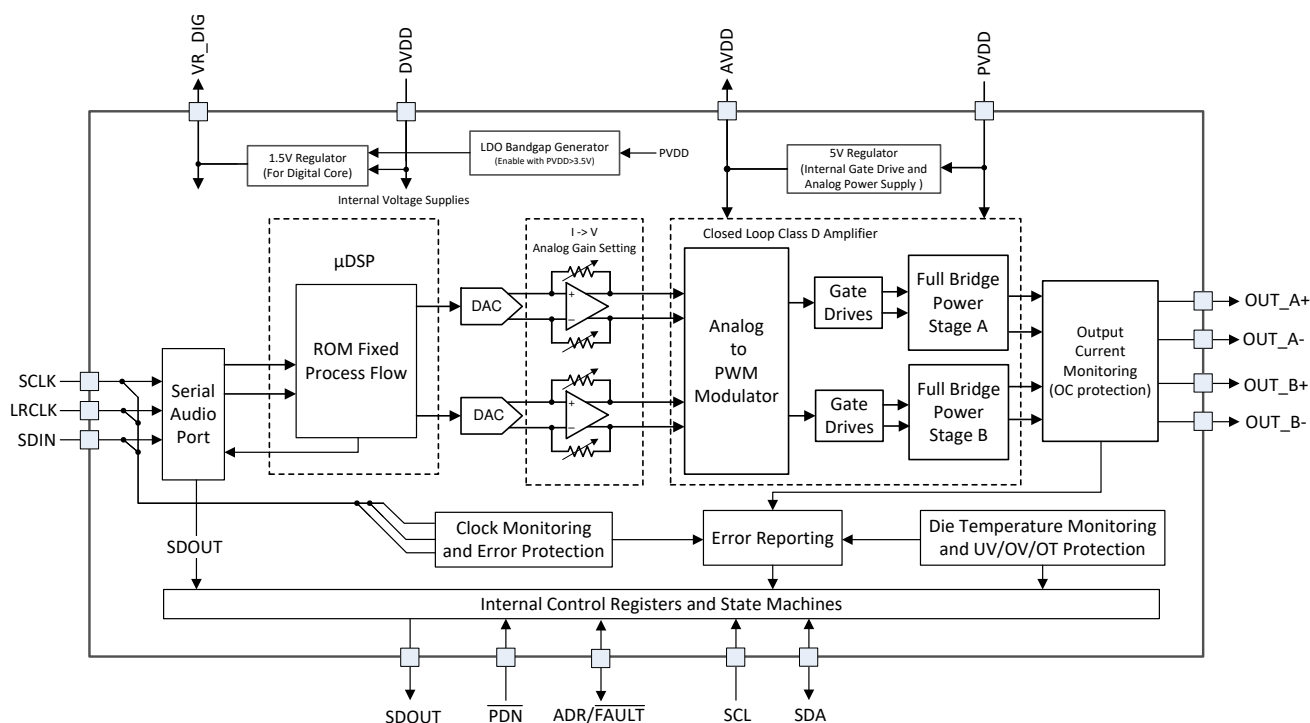 VR_DIG
DVDD
AVDD
PVDD
1.5V Regulator
(For Digital Core)
LDO Bandgap Generator
(Enable with PVDD>3.5V)
PVDD
5V Regulator
(Internal Gate Drive and
Analog Power Supply )
Internal Voltage Supplies
µDSP
I -> V
Analog Gain Setting
Closed Loop Class D Amplifier
ROM Fixed
Process Flow
DAC
+
−
DAC
+
−
Analog
to
PWM
Modulator
Gate
Drives
Gate
Drives
Full Bridge
Power
Stage A
Full Bridge
Power
Stage B
Output
Current
Monitoring
(OC protection)
OUT_A+
OUT_A-
OUT_B+
OUT_B-
SCLK
LRCLK
SDIN
Serial
Audio
Port
SDOUT
Clock Monitoring
and Error Protection
Error Reporting
Die Temperature Monitoring
and UV/OV/OT Protection
Internal Control Registers and State Machines
SDOUT
PDN
ADR/FAULT
SCL
SDA